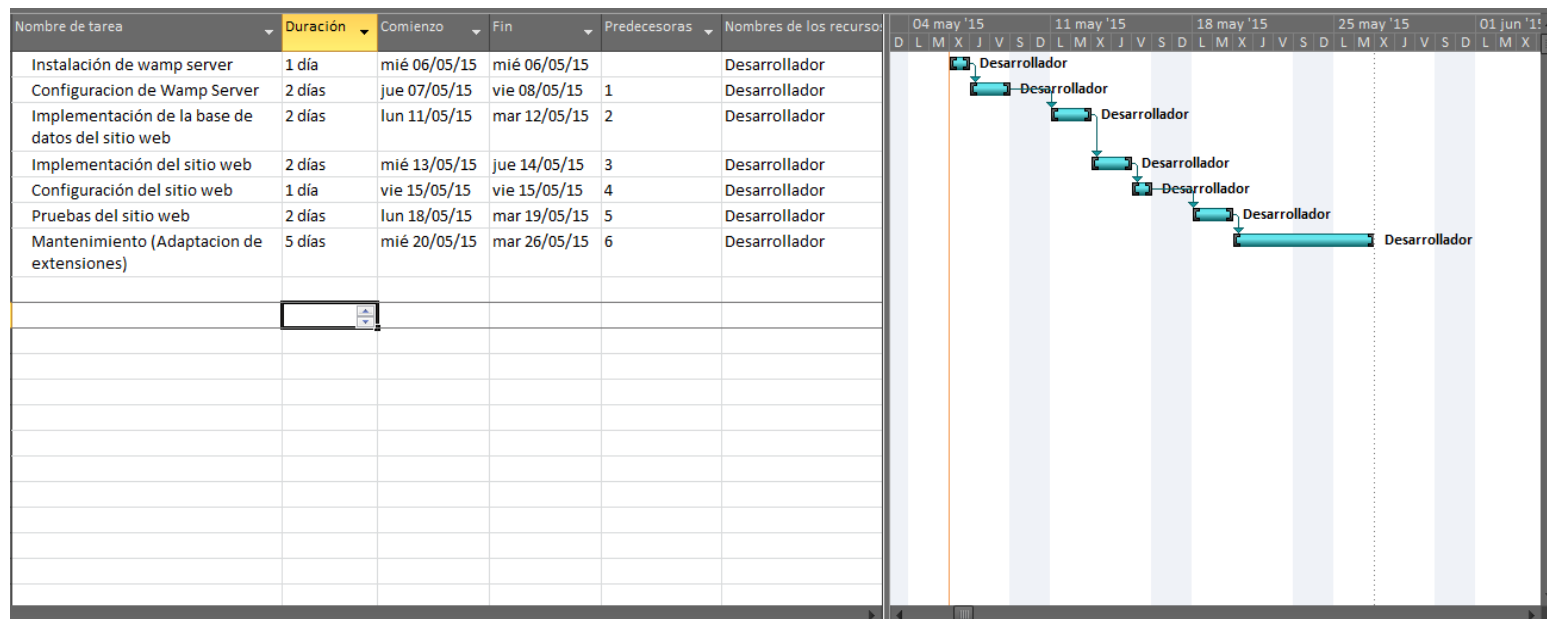 Nombre de tarea Duración Comienzo Fin Predecesoras Nombres de los recursos
04 may '15 11 may '15 18 may '15 25 may '15 01 jun '15
D L M X J V S D L M X J V S D L M X J V S D L M X J V S D L M X
Instalación de wamp server 1 día mié 06/05/15 mié 06/05/15 Desarrollador
Desarrollador
Configuracion de Wamp Server 2 días jue 07/05/15 vie 08/05/15 1 Desarrollador
Desarrollador
Implementación de la base de
datos del sitio web
2 días lun 11/05/15 mar 12/05/15 2 Desarrollador
Desarrollador
Implementación del sitio web 2 días mié 13/05/15 jue 14/05/15 3 Desarrollador
Desarrollador
Configuración del sitio web 1 día vie 15/05/15 vie 15/05/15 4 Desarrollador
Desarrollador
Pruebas del sitio web 2 días lun 18/05/15 mar 19/05/15 5 Desarrollador
Desarrollador
Mantenimiento (Adaptacion de
extensiones)
5 días mié 20/05/15 mar 26/05/15 6 Desarrollador
Desarrollador